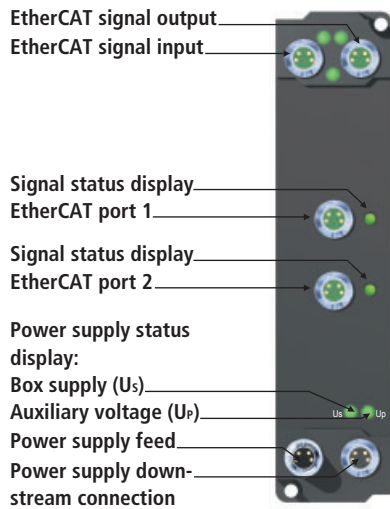 EtherCAT signal output
EtherCAT signal input
Signal status display
EtherCAT port 1
Signal status display
EtherCAT port 2
Power supply status
display:
Box supply (Us)
Auxiliary voltage (UP)
Us Up
Power supply feed
Power supply down-
stream connection